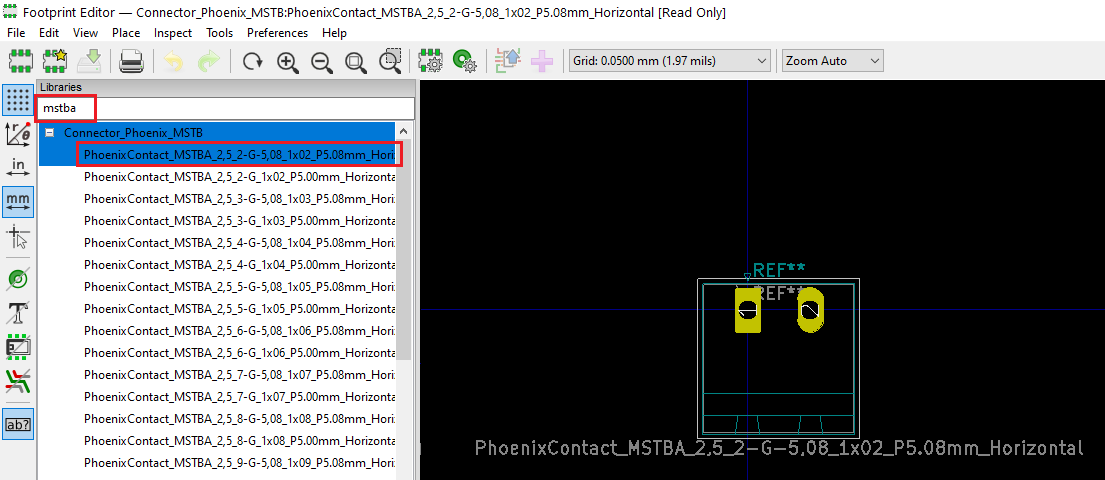 Footprint Editor — Connector_Phoenix_MSTB:PhoenixContact_MSTBA_2,5_2-G-5,08_1x02_P5.08mm_Horizontal [Read Only]
File Edit View Place Inspect Tools Preferences Help
Grid: 0.0500 mm (1.97 mils) Zoom Auto
Libraries
mstba
Connector_Phoenix_MSTB
PhoenixContact_MSTBA_2,5_2-G-5,08_1x02_P5.08mm_Hori
PhoenixContact_MSTBA_2,5_2-G_1x02_P5.00mm_Horizonta
PhoenixContact_MSTBA_2,5_3-G-5,08_1x03_P5.08mm_Hori
PhoenixContact_MSTBA_2,5_3-G_1x03_P5.00mm_Horizonta
PhoenixContact_MSTBA_2,5_4-G-5,08_1x04_P5.08mm_Hori
PhoenixContact_MSTBA_2,5_4-G_1x04_P5.00mm_Horizonta
PhoenixContact_MSTBA_2,5_5-G-5,08_1x05_P5.08mm_Hori
PhoenixContact_MSTBA_2,5_5-G_1x05_P5.00mm_Horizonta
PhoenixContact_MSTBA_2,5_6-G-5,08_1x06_P5.08mm_Hori
PhoenixContact_MSTBA_2,5_6-G_1x06_P5.00mm_Horizonta
PhoenixContact_MSTBA_2,5_7-G-5,08_1x07_P5.08mm_Hori
PhoenixContact_MSTBA_2,5_7-G_1x07_P5.00mm_Horizonta
PhoenixContact_MSTBA_2,5_8-G-5,08_1x08_P5.08mm_Hori
PhoenixContact_MSTBA_2,5_8-G_1x08_P5.00mm_Horizonta
PhoenixContact_MSTBA_2,5_9-G-5,08_1x09_P5.08mm_Hori
r θ
in
mm
T
ab?
REF**
REF**
1 2
PhoenixContact_MSTBA_2,5_2-G-5,08_1x02_P5.08mm_Horizontal